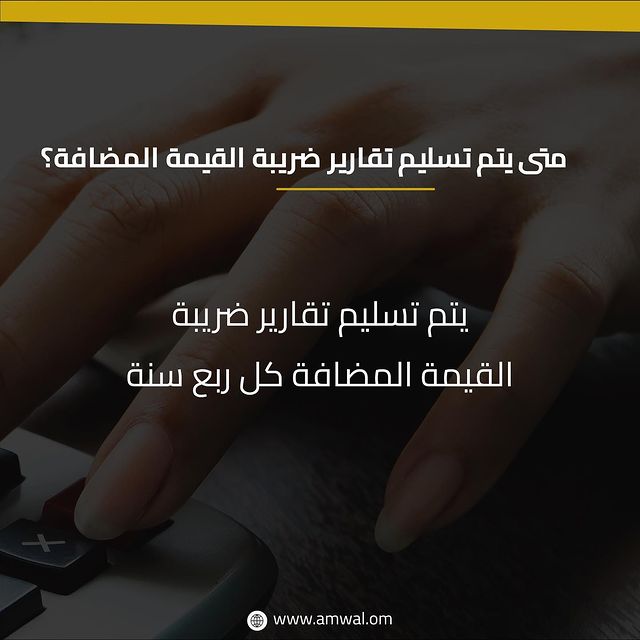 متى يتم تسليم تقارير ضريبة القيمة المضافة؟
يتم تسليم تقارير ضريبة
القيمة المضافة كل ربع سنة
www.amwal.om